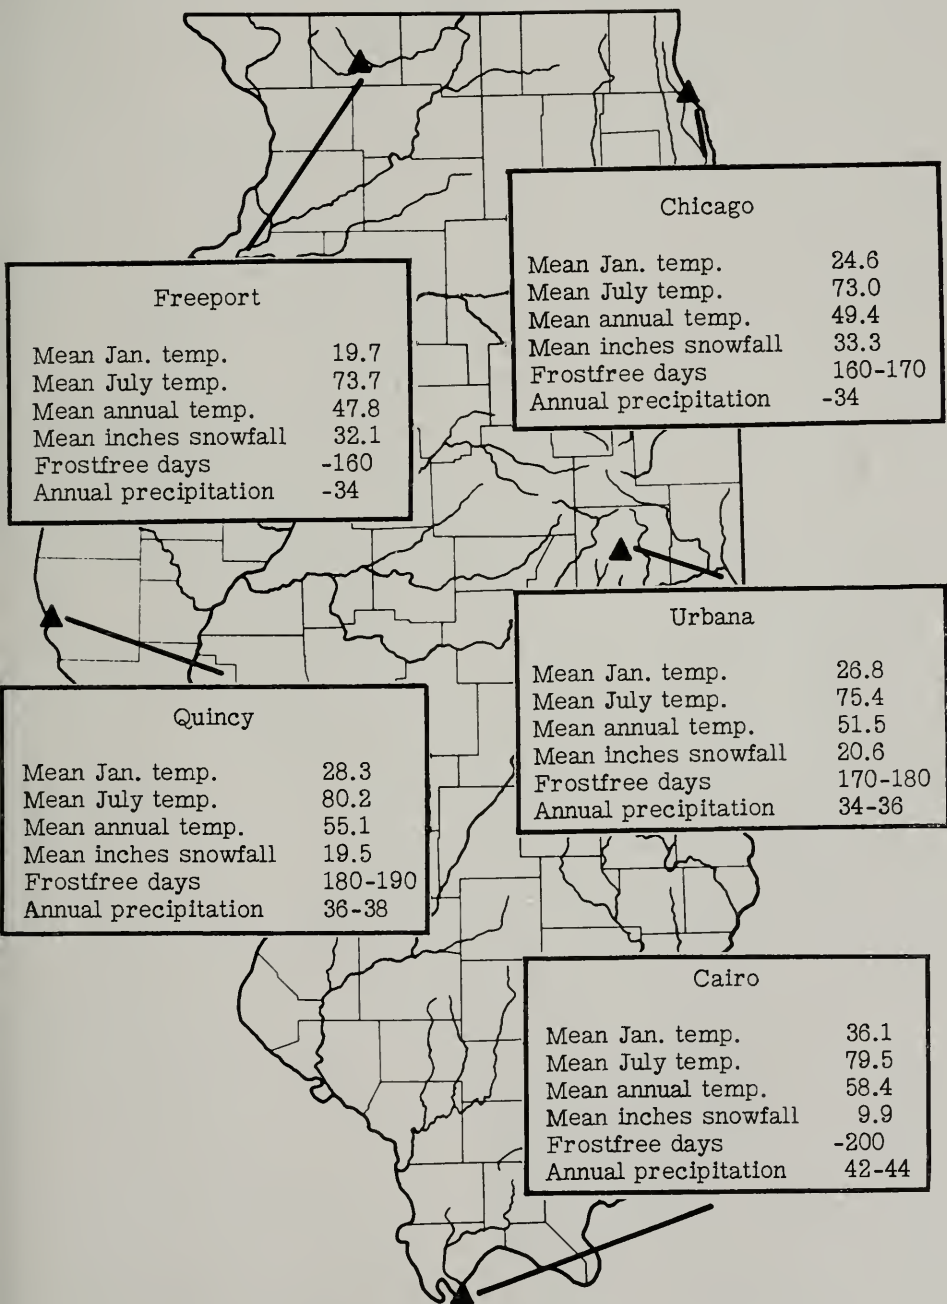 Chicago
Mean Jan. temp. 24.6
Mean July temp. 73.0
Mean annual temp. 49.4
Mean inches snowfall 33.3
Frostfree days 160-170
Annual precipitation -34
Freeport
Mean Jan. temp. 19.7
Mean July temp. 73.7
Mean annual temp. 47.8
Mean inches snowfall 32.1
Frostfree days -160
Annual precipitation -34
Urbana
Mean Jan. temp. 26.8
Mean July temp. 75.4
Mean annual temp. 51.5
Mean inches snowfall 20.6
Frostfree days 170-180
Annual precipitation 34-36
Quincy
Mean Jan. temp. 28.3
Mean July temp. 80.2
Mean annual temp. 55.1
Mean inches snowfall 19.5
Frostfree days 180-190
Annual precipitation 36-38
Cairo
Mean Jan. temp. 36.1
Mean July temp. 79.5
Mean annual temp. 58.4
Mean inches snowfall 9.9
Frostfree days -200
Annual precipitation 42-44